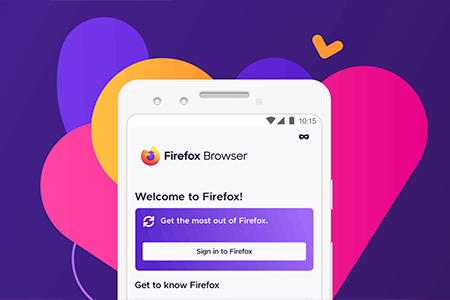 10:15
Firefox Browser
Welcome to Firefox!
Get the most out of Firefox.
Sign in to Firefox
Get to know Firefox